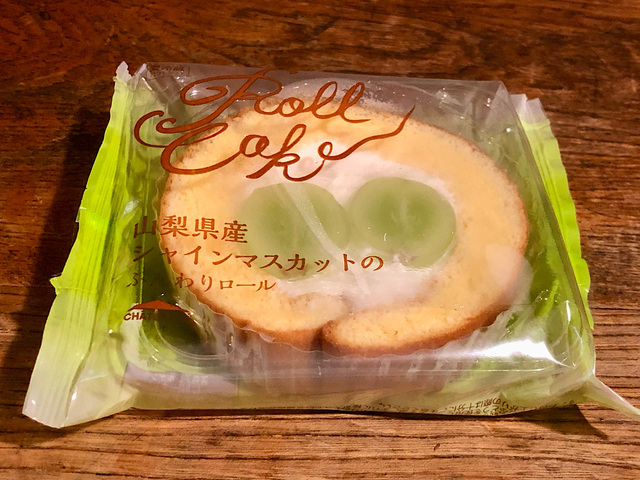 Roll
Cake
山梨県産
シャインマスカットの
ふんわりロール